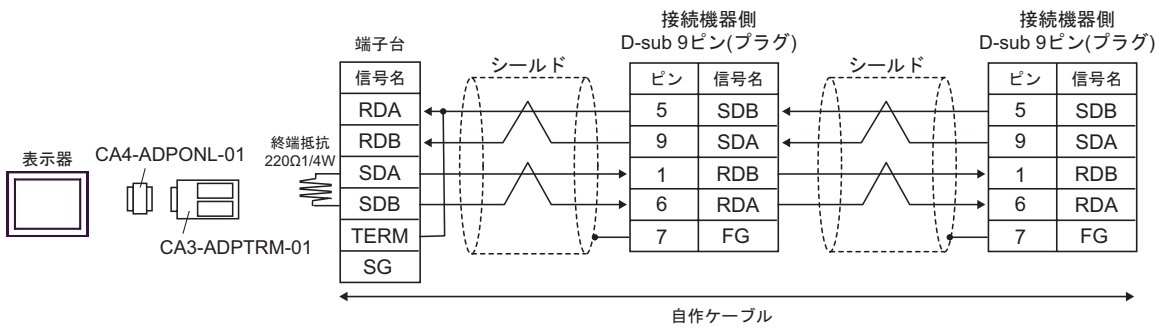 表示器
CA4-ADPONL-01
CA3-ADPTRM-01
終端抵抗
220Ω1/4W
端子台
信号名
RDA
RDB
SDA
SDB
TERM
SG
シールド
接続機器側
D-sub 9ピン(プラグ)
ピン 信号名
5 SDB
9 SDA
1 RDB
6 RDA
7 FG
シールド
接続機器側
D-sub 9ピン(プラグ)
ピン 信号名
5 SDB
9 SDA
1 RDB
6 RDA
7 FG
自作ケーブル